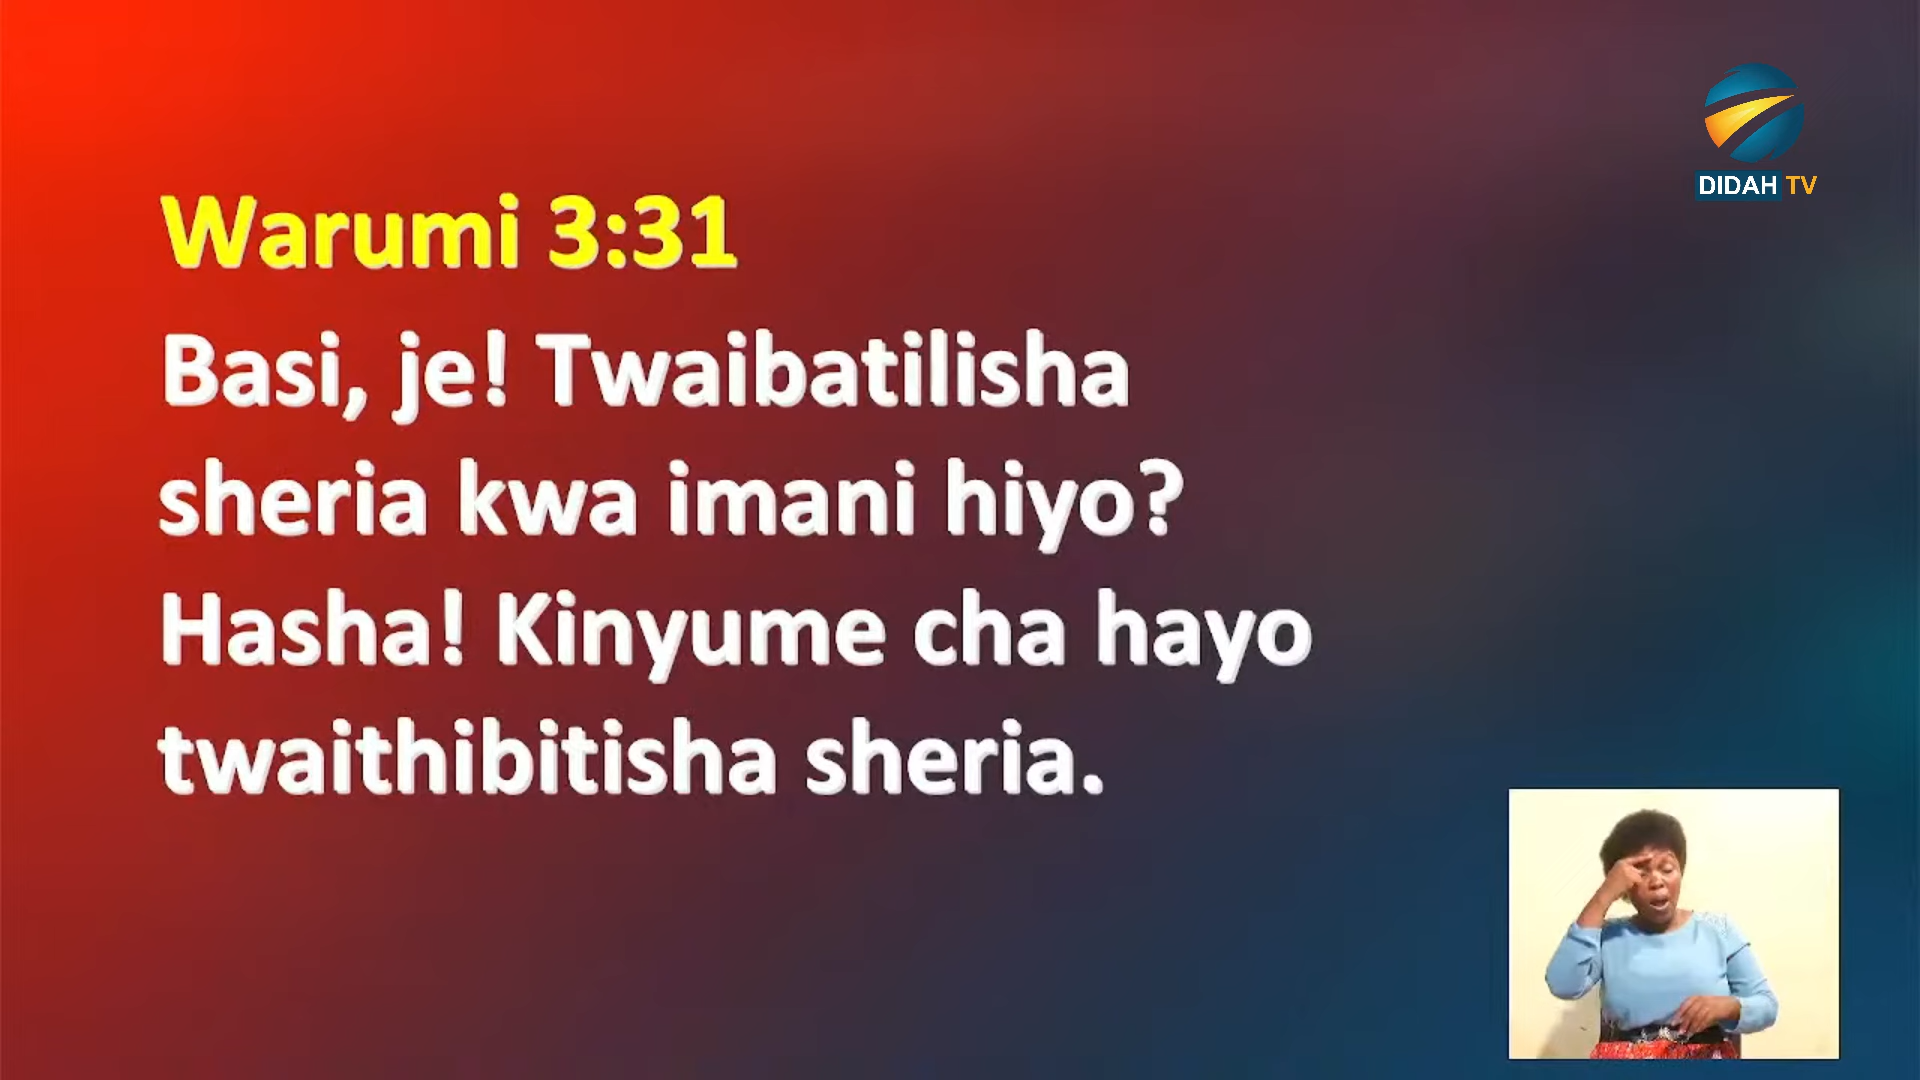 DIDAH TV
Warumi 3:31
Basi, je! Twaibatilisha
sheria kwa imani hiyo?
Hasha! Kinyume cha hayo
twaithibitisha sheria.